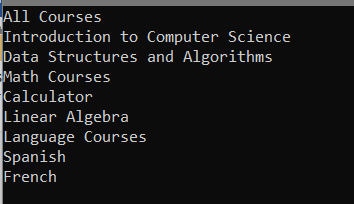 All Courses
Introduction to Computer Science
Data Structures and Algorithms
Math Courses
Calculator
Linear Algebra
Language Courses
Spanish
French